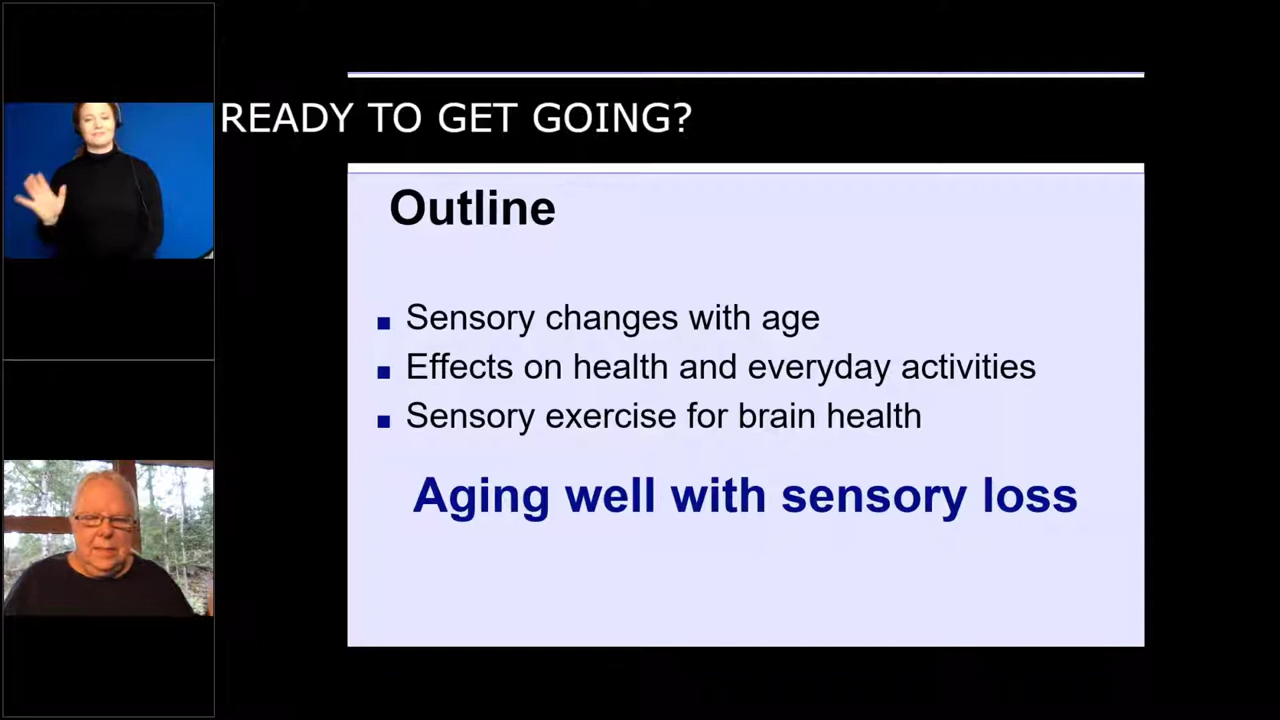 READY TO GET GOING?
Outline
Sensory changes with age
Effects on health and everyday activities
Sensory exercise for brain health
Aging well with sensory loss